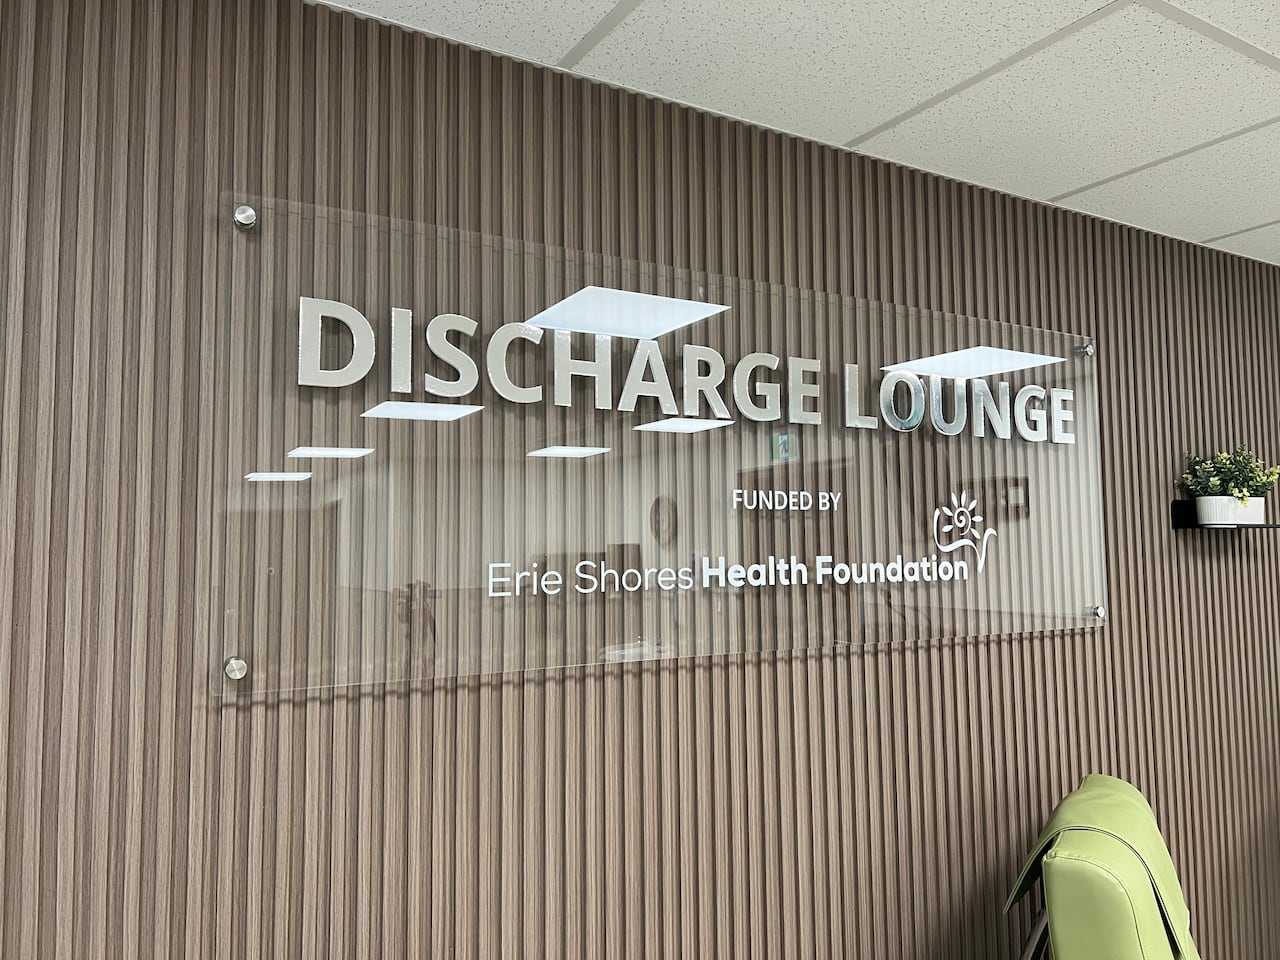 DISCHARGE LOUNGE
FUNDED BY
Erie Shores Health Foundation